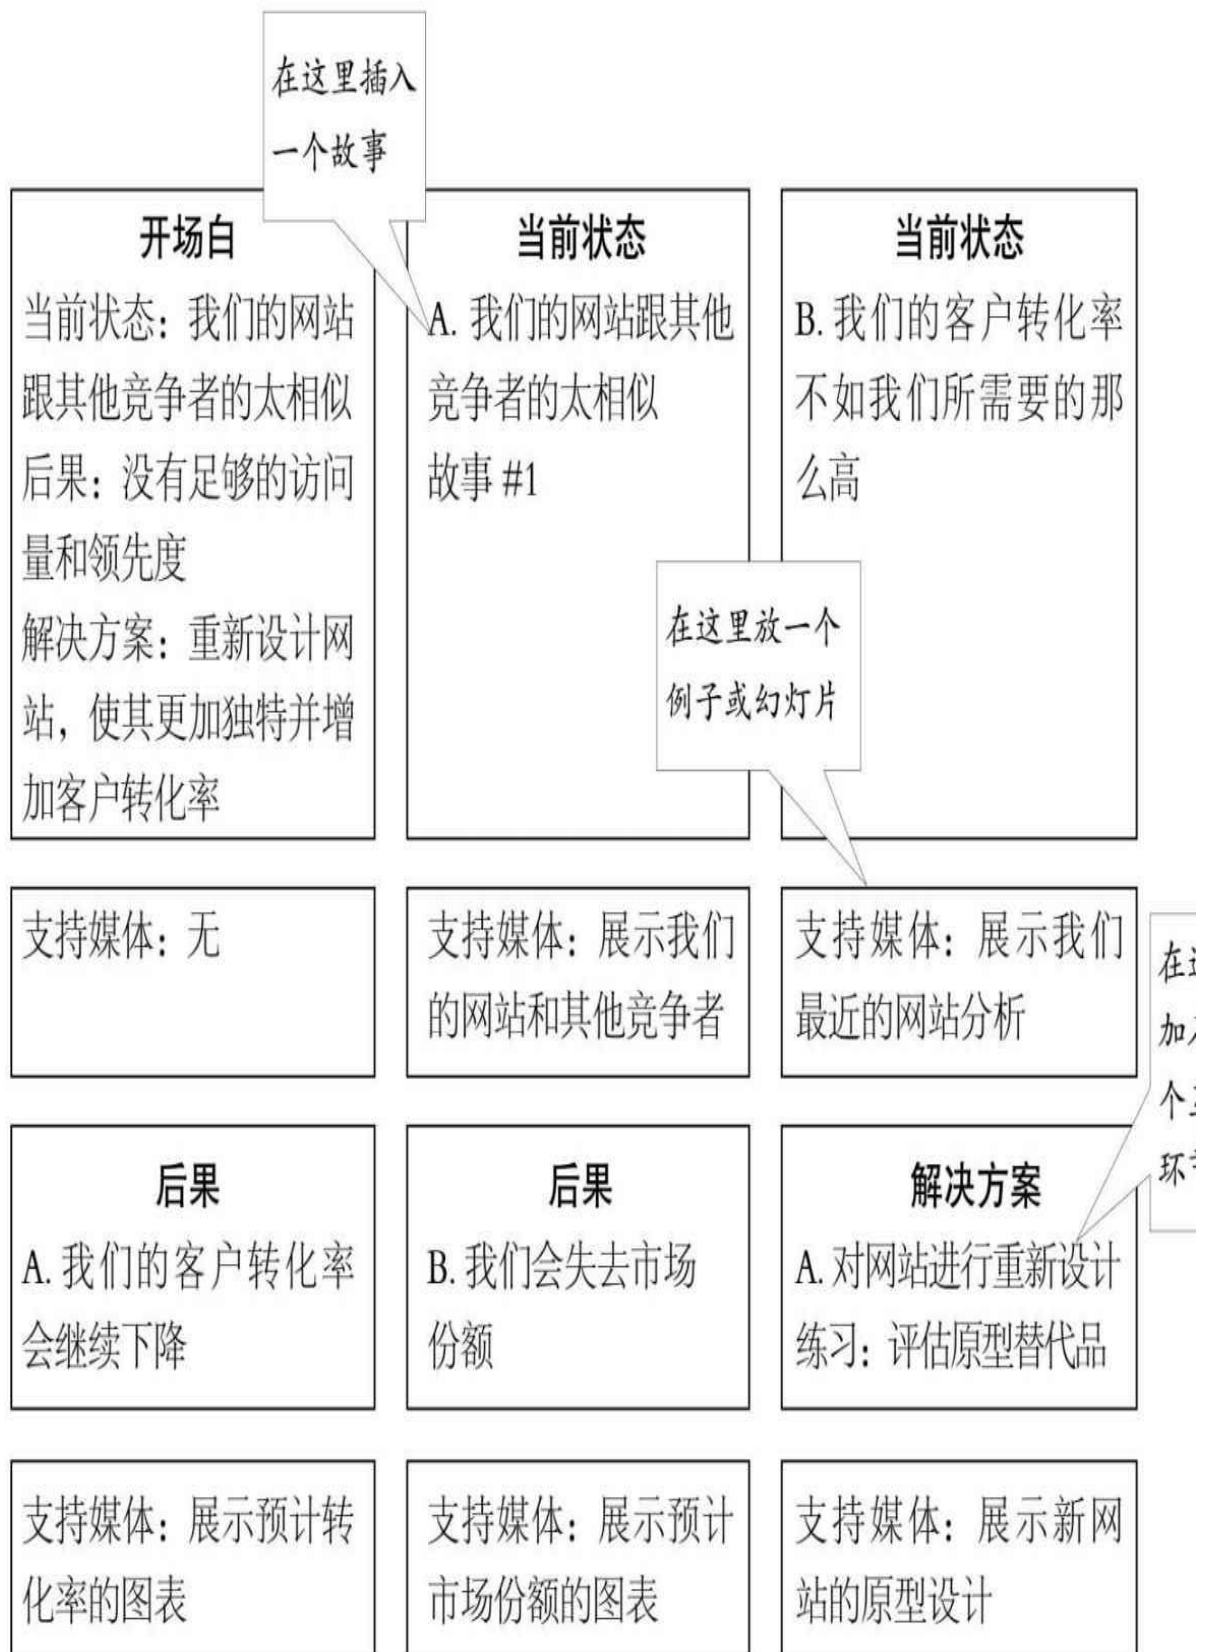 在这里插入
一个故事
开场白
当前状态：我们的网站
跟其他竞争者的太相似
后果：没有足够的访问
量和领先度
解决方案：重新设计网
站，使其更加独特并增
加客户转化率
当前状态
A. 我们的网站跟其他
竞争者的太相似
故事 #1
当前状态
B. 我们的客户转化率
不如我们所需要的那
么高
在这里放一个
例子或幻灯片
支持媒体：无
支持媒体：展示我们
的网站和其他竞争者
支持媒体：展示我们
最近的网站分析
在
加
个
环
后果
A. 我们的客户转化率
会继续下降
后果
B. 我们会失去市场
份额
解决方案
A. 对网站进行重新设计
练习：评估原型替代品
支持媒体：展示预计转
化率的图表
支持媒体：展示预计
市场份额的图表
支持媒体：展示新网
站的原型设计